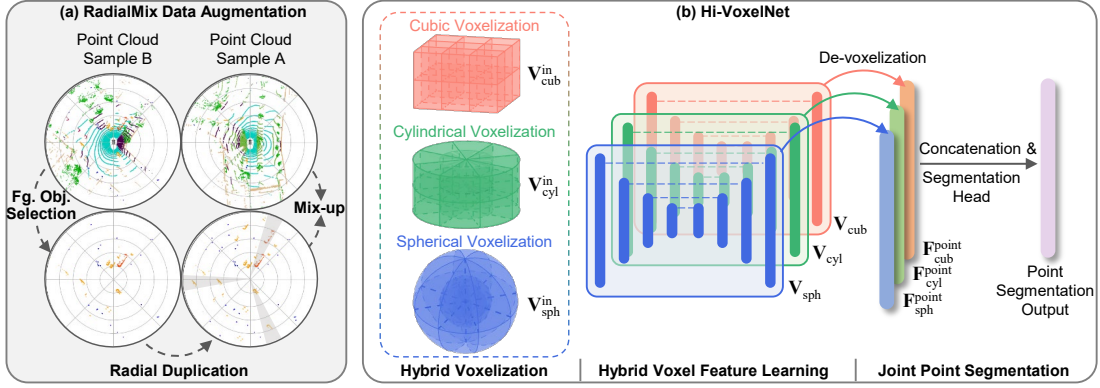 (a) RadialMix Data Augmentation
Point Cloud
Sample B
Point Cloud
Sample A
Fg. Obj.
Selection
Mix-up
Radial Duplication
(b) Hi-VoxelNet
Cubic Voxelization
V^in_cub
Cylindrical Voxelization
V^in_cyl
Spherical Voxelization
V^in_sph
Hybrid Voxelization
V_cub
V_cyl
V_sph
Hybrid Voxel Feature Learning
De-voxelization
F^point_cub
F^point_cyl
F^point_sph
Concatenation &
Segmentation
Head
Point
Segmentation
Output
Joint Point Segmentation